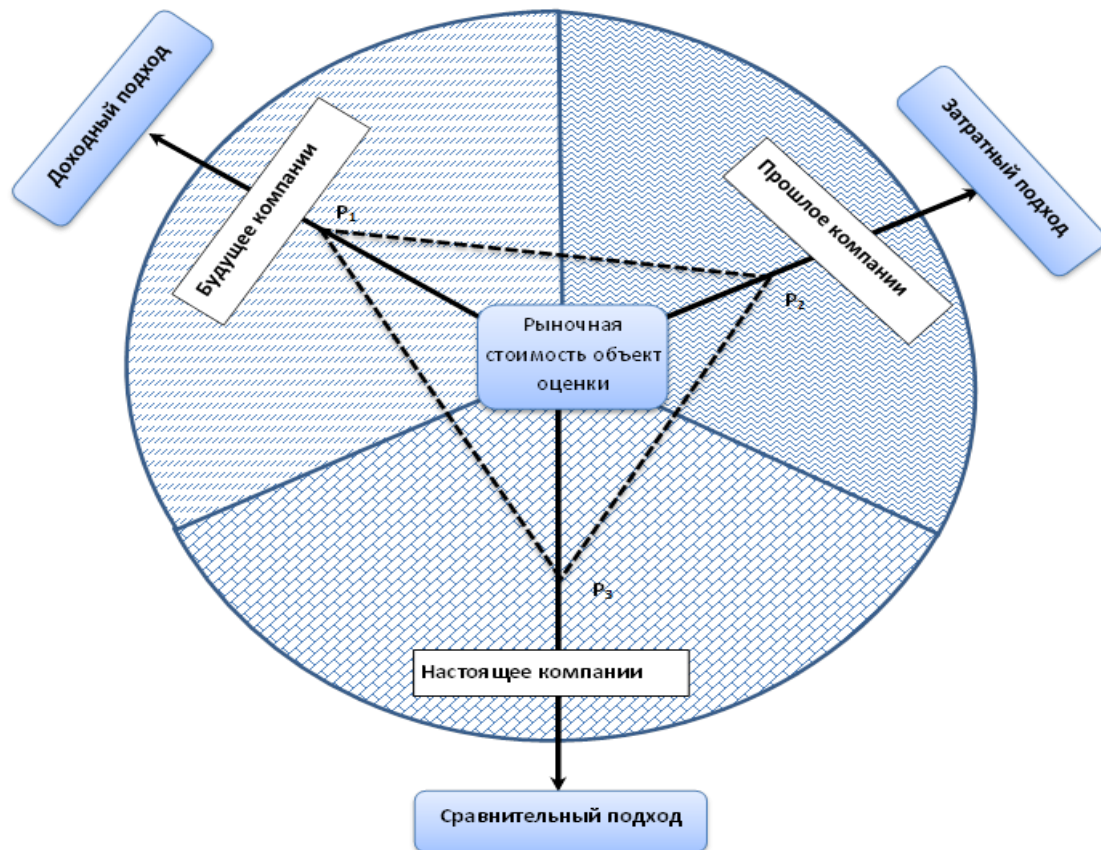 Доходный подход
Затратный подход
Будущее компании
Прошлое компании
P₁
P₂
Рыночная
стоимость объект
оценки
P₃
Настоящее компании
Сравнительный подход